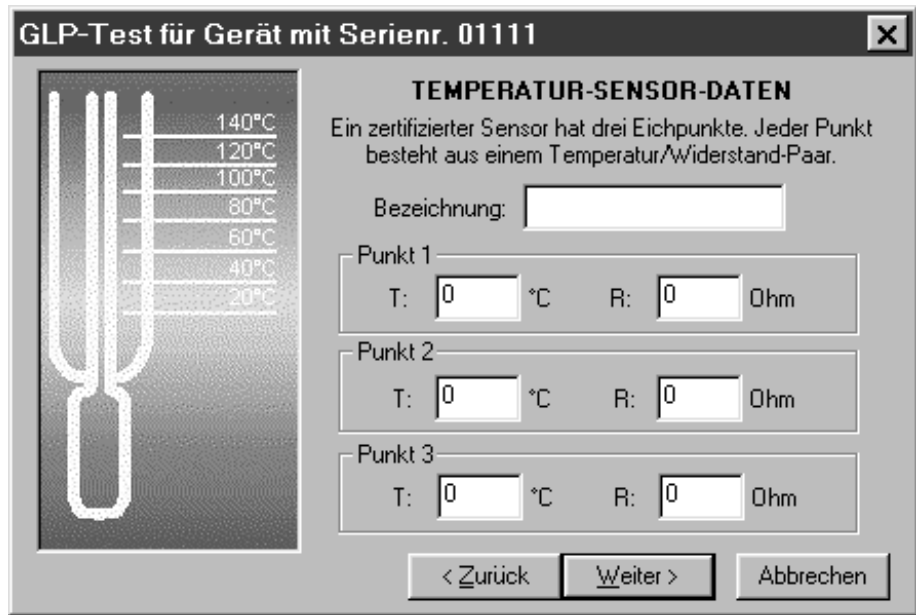 GLP-Test für Gerät mit Serienr. 01111
140°C
120°C
100°C
80°C
60°C
40°C
20°C
TEMPERATUR-SENSOR-DATEN
Ein zertifizierter Sensor hat drei Eichpunkte. Jeder Punkt
besteht aus einem Temperatur/Widerstand-Paar.
Bezeichnung:
Punkt 1
T: 0 °C R: 0 Ohm
Punkt 2
T: 0 °C R: 0 Ohm
Punkt 3
T: 0 °C R: 0 Ohm
< Zurück Weiter > Abbrechen